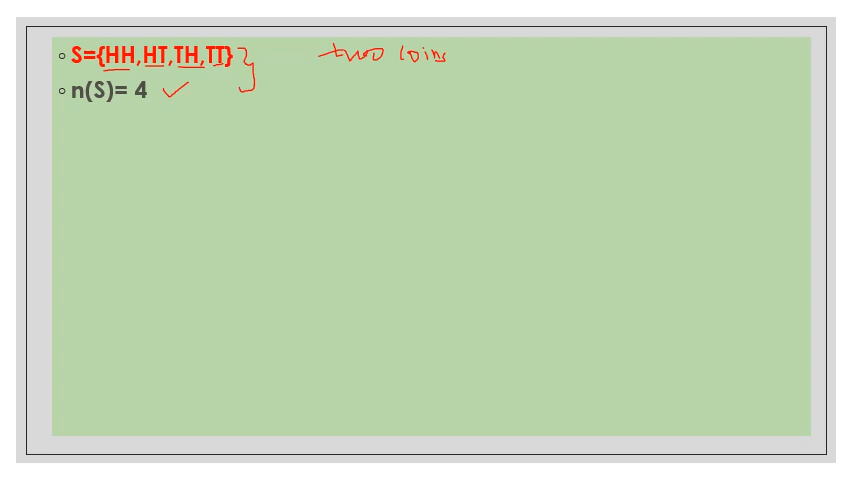 S={HH,HT,TH,TT} two coins
n(S)= 4